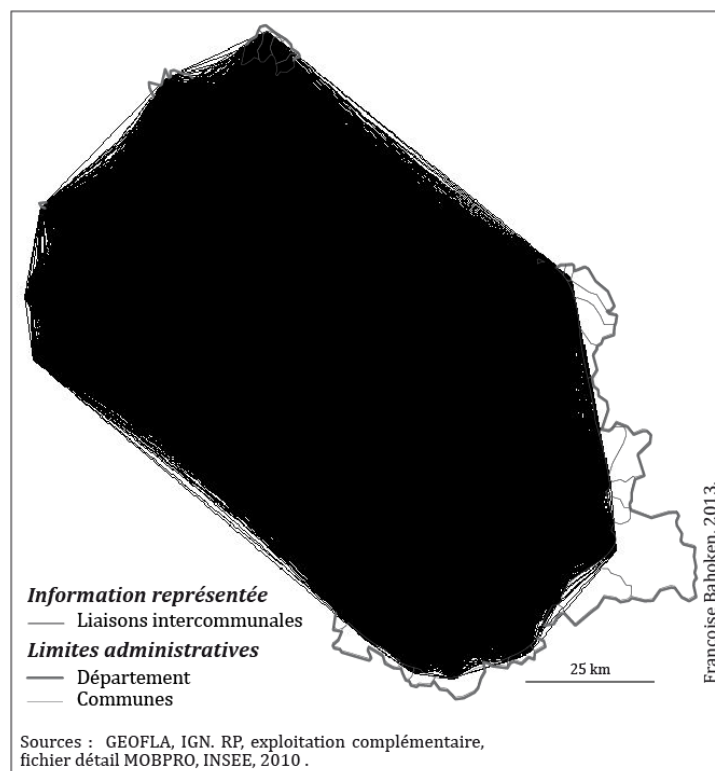 Information représentée
Liaisons intercommunales
Limites administratives
Département
Communes
25 km
Françoise Bahoken, 2013.
Sources : GEOFLA, IGN. RP, exploitation complémentaire,
fichier détail MOBPRO, INSEE, 2010 .